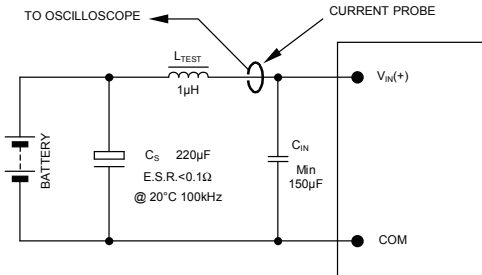 TO OSCILLOSCOPE
CURRENT PROBE
LTEST
1µH
VIN(+)
BATTERY
CS 220µF
E.S.R.<0.1Ω
@ 20°C 100kHz
CIN
Min
150µF
COM